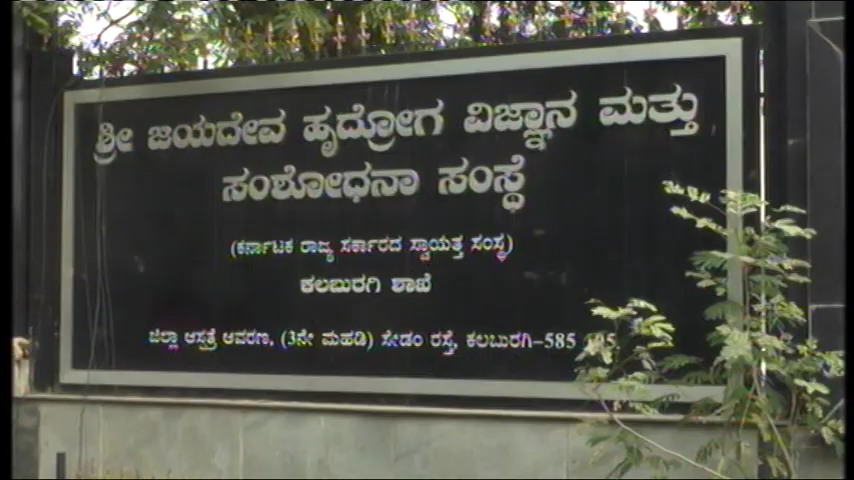 ಶ್ರೀ ಜಯದೇವ ಹೃದ್ರೋಗ ವಿಜ್ಞಾನ ಮತ್ತು
ಸಂಶೋಧನಾ ಸಂಸ್ಥೆ
(ಕರ್ನಾಟಕ ರಾಜ್ಯ ಸರ್ಕಾರದ ಸ್ವಾಯತ್ತ ಸಂಸ್ಥೆ)
ಕಲಬುರಗಿ ಶಾಖೆ
ಜಿಲ್ಲಾ ಆಸ್ಪತ್ರೆ ಆವರಣ, (3ನೇ ಮಹಡಿ) ಸೇಡಂ ರಸ್ತೆ, ಕಲಬುರಗಿ-585